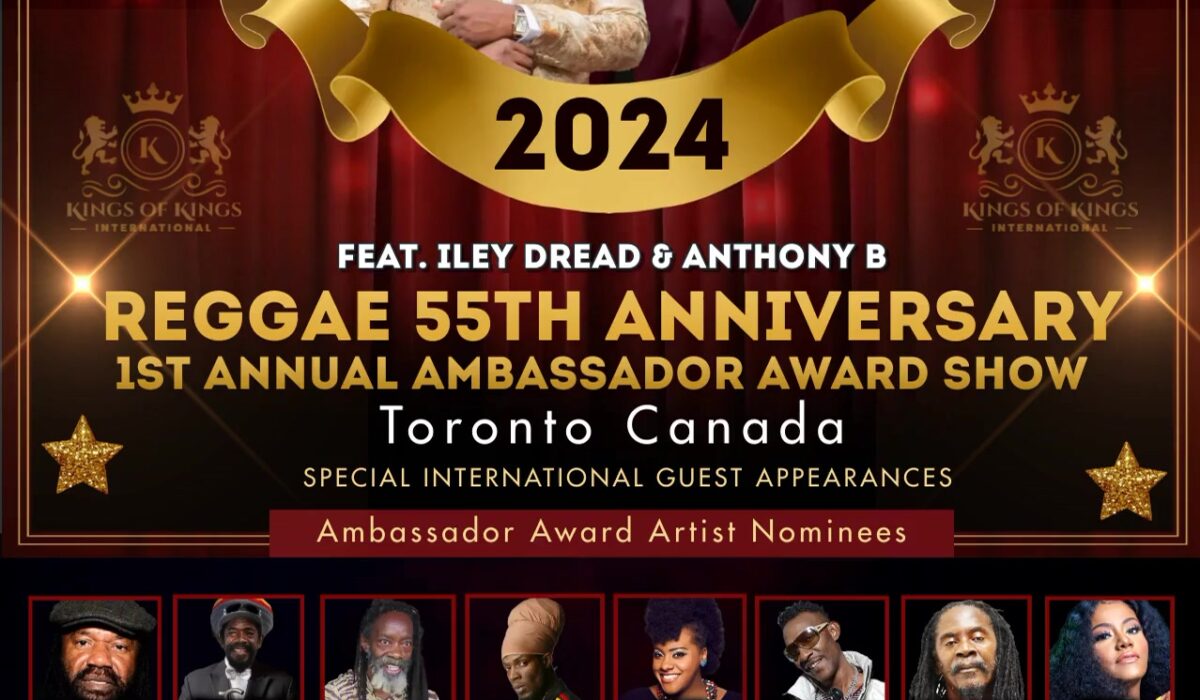 2024
K
KINGS OF KINGS
INTERNATIONAL
K
KINGS OF KINGS
INTERNATIONAL
FEAT. ILEY DREAD & ANTHONY B
REGGAE 55TH ANNIVERSARY
1ST ANNUAL AMBASSADOR AWARD SHOW
Toronto Canada
SPECIAL INTERNATIONAL GUEST APPEARANCES
Ambassador Award Artist Nominees